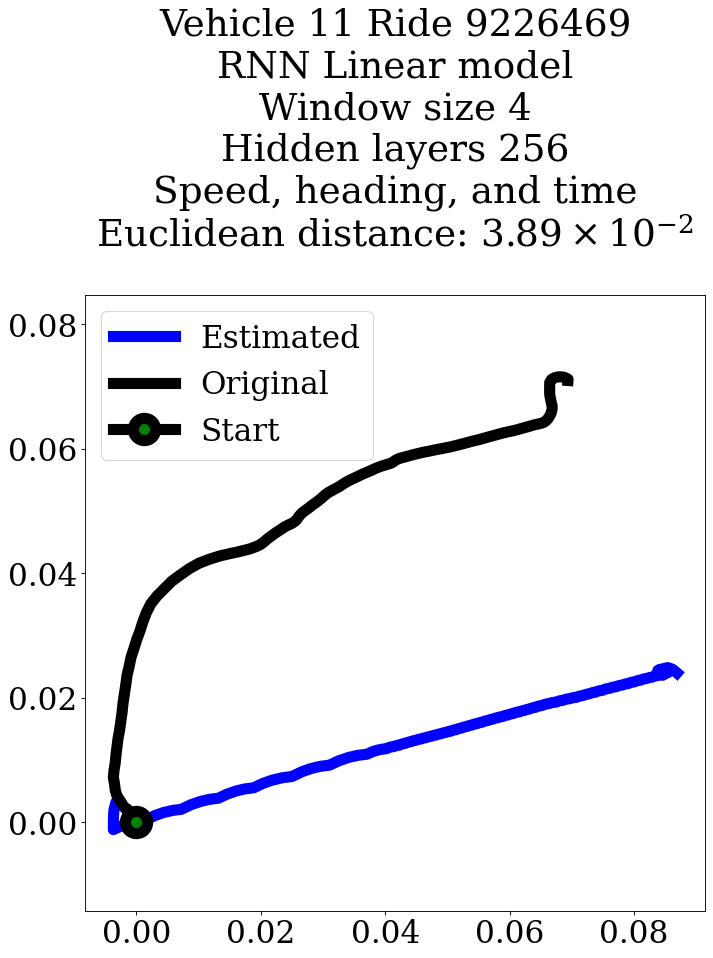 Vehicle 11 Ride 9226469
RNN Linear model
Window size 4
Hidden layers 256
Speed, heading, and time
Euclidean distance: 3.89 × 10⁻²
Estimated
Original
Start
0.08
0.06
0.04
0.02
0.00
0.00 0.02 0.04 0.06 0.08